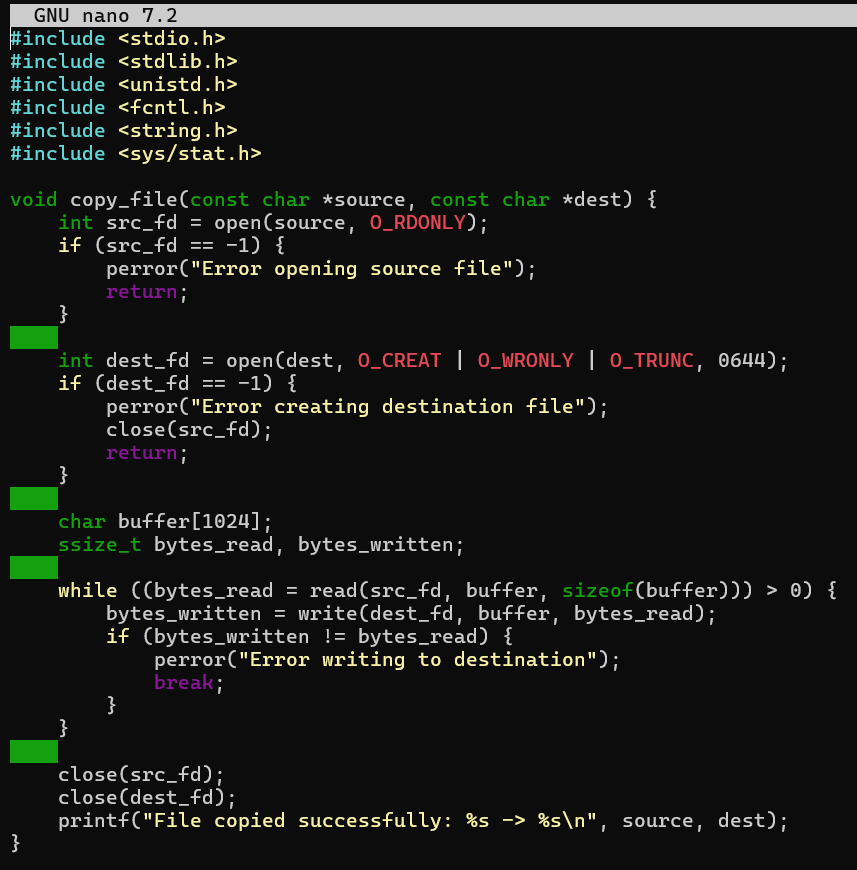 GNU nano 7.2
#include <stdio.h>
#include <stdlib.h>
#include <unistd.h>
#include <fcntl.h>
#include <string.h>
#include <sys/stat.h>
void copy_file(const char *source, const char *dest) {
    int src_fd = open(source, O_RDONLY);
    if (src_fd == -1) {
        perror("Error opening source file");
        return;
    }
    int dest_fd = open(dest, O_CREAT | O_WRONLY | O_TRUNC, 0644);
    if (dest_fd == -1) {
        perror("Error creating destination file");
        close(src_fd);
        return;
    }
    char buffer[1024];
    ssize_t bytes_read, bytes_written;
    while ((bytes_read = read(src_fd, buffer, sizeof(buffer))) > 0) {
        bytes_written = write(dest_fd, buffer, bytes_read);
        if (bytes_written != bytes_read) {
            perror("Error writing to destination");
            break;
        }
    }
    close(src_fd);
    close(dest_fd);
    printf("File copied successfully: %s -> %s\n", source, dest);
}